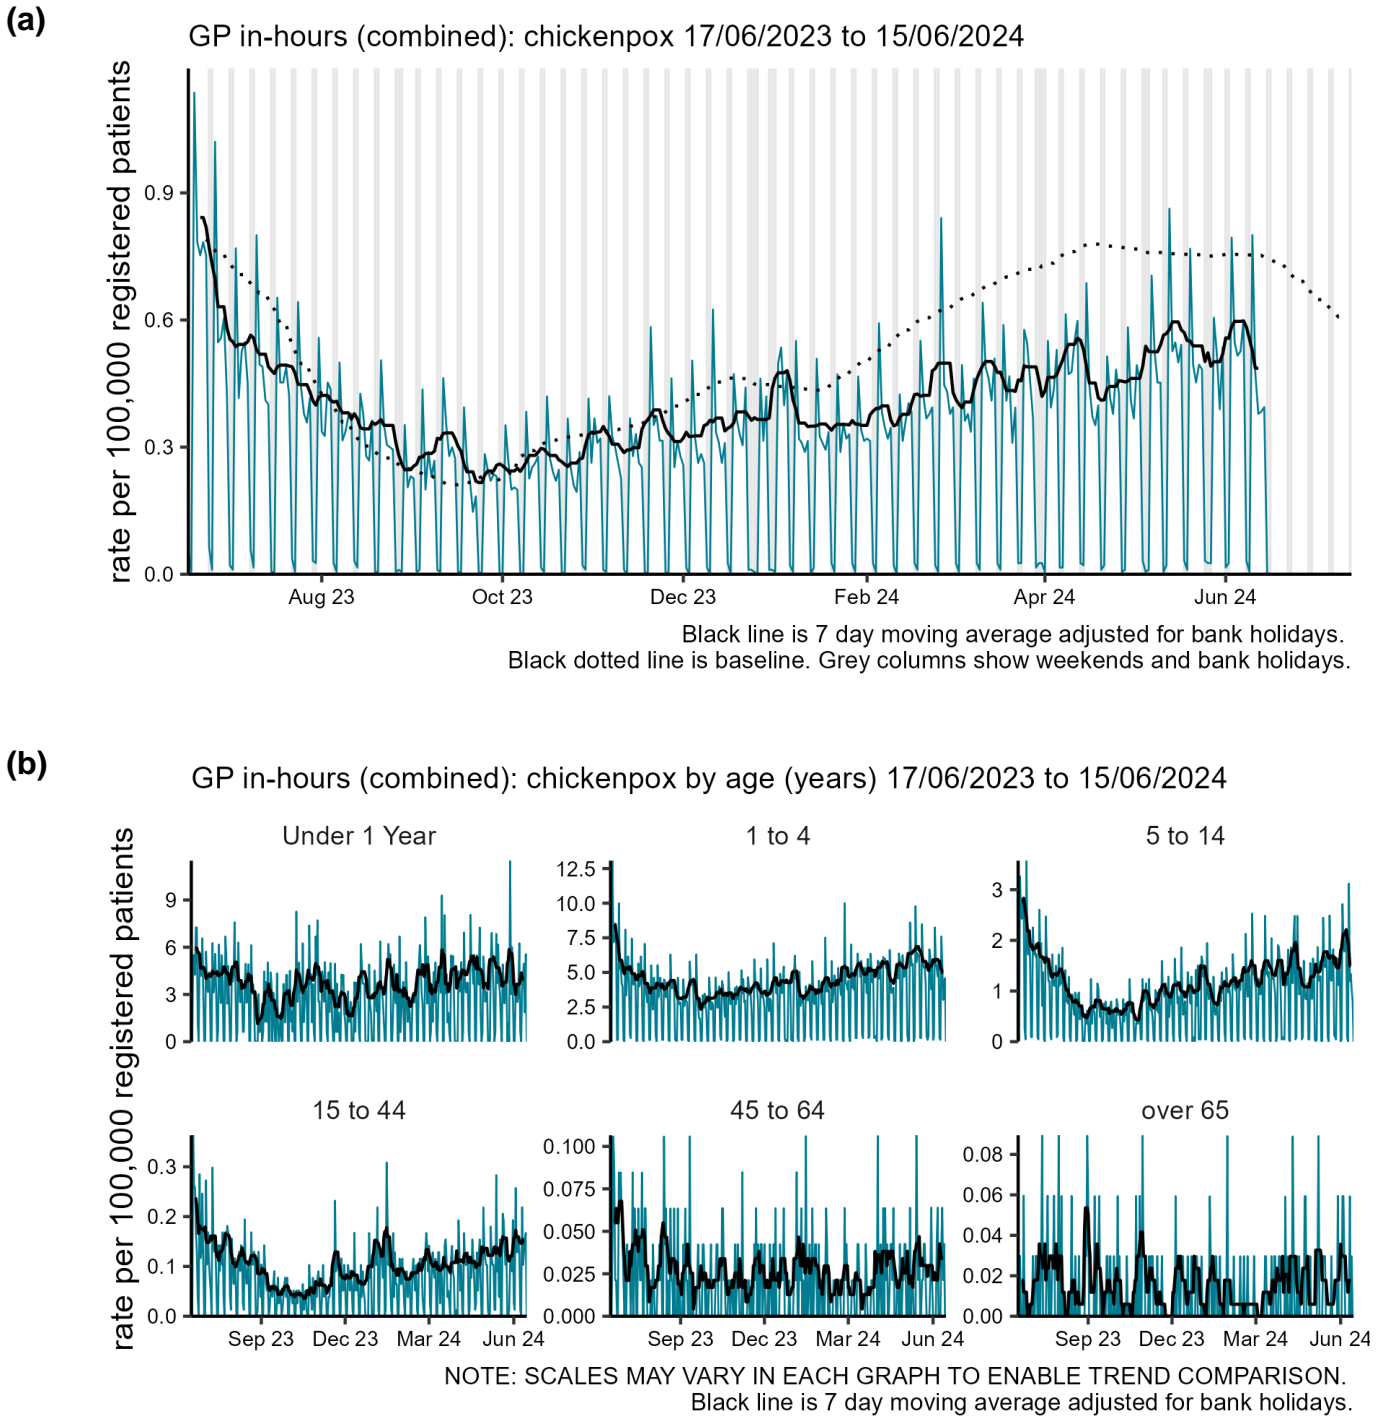 (a)
GP in-hours (combined): chickenpox 17/06/2023 to 15/06/2024
rate per 100,000 registered patients
0.9
0.6
0.3
0.0
Aug 23 Oct 23 Dec 23 Feb 24 Apr 24 Jun 24
Black line is 7 day moving average adjusted for bank holidays.
Black dotted line is baseline. Grey columns show weekends and bank holidays.
(b)
GP in-hours (combined): chickenpox by age (years) 17/06/2023 to 15/06/2024
rate per 100,000 registered patients
Under 1 Year
9
6
3
0
1 to 4
12.5
10.0
7.5
5.0
2.5
0.0
5 to 14
3
2
1
0
15 to 44
0.3
0.2
0.1
0.0
Sep 23 Dec 23 Mar 24 Jun 24
45 to 64
0.100
0.075
0.050
0.025
0.000
Sep 23 Dec 23 Mar 24 Jun 24
over 65
0.08
0.06
0.04
0.02
0.00
Sep 23 Dec 23 Mar 24 Jun 24
NOTE: SCALES MAY VARY IN EACH GRAPH TO ENABLE TREND COMPARISON.
Black line is 7 day moving average adjusted for bank holidays.